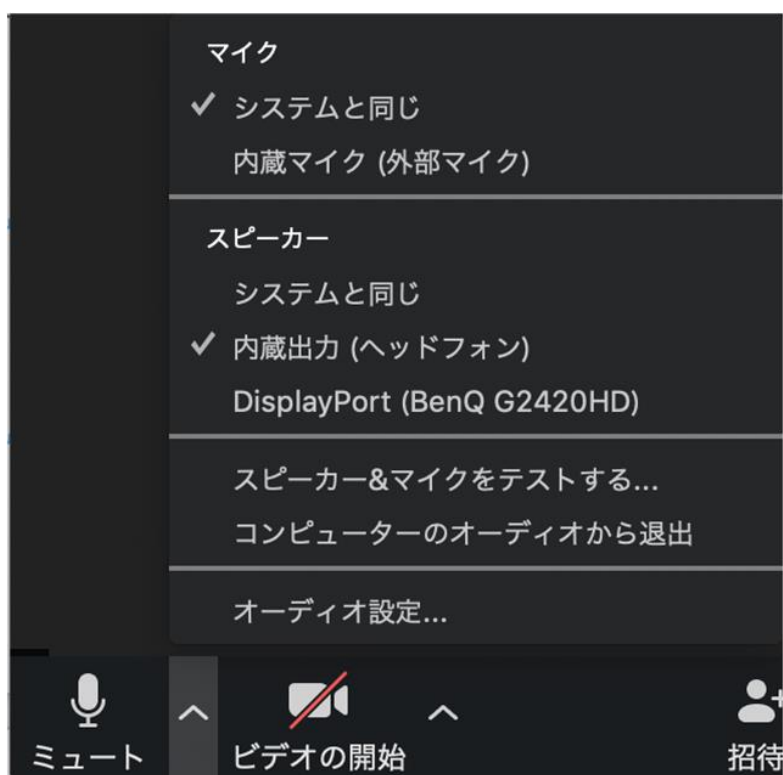 マイク
システムと同じ
内蔵マイク (外部マイク)
スピーカー
システムと同じ
内蔵出力 (ヘッドフォン)
DisplayPort (BenQ G2420HD)
スピーカー&マイクをテストする...
コンピューターのオーディオから退出
オーディオ設定...
ミュート ビデオの開始 招待